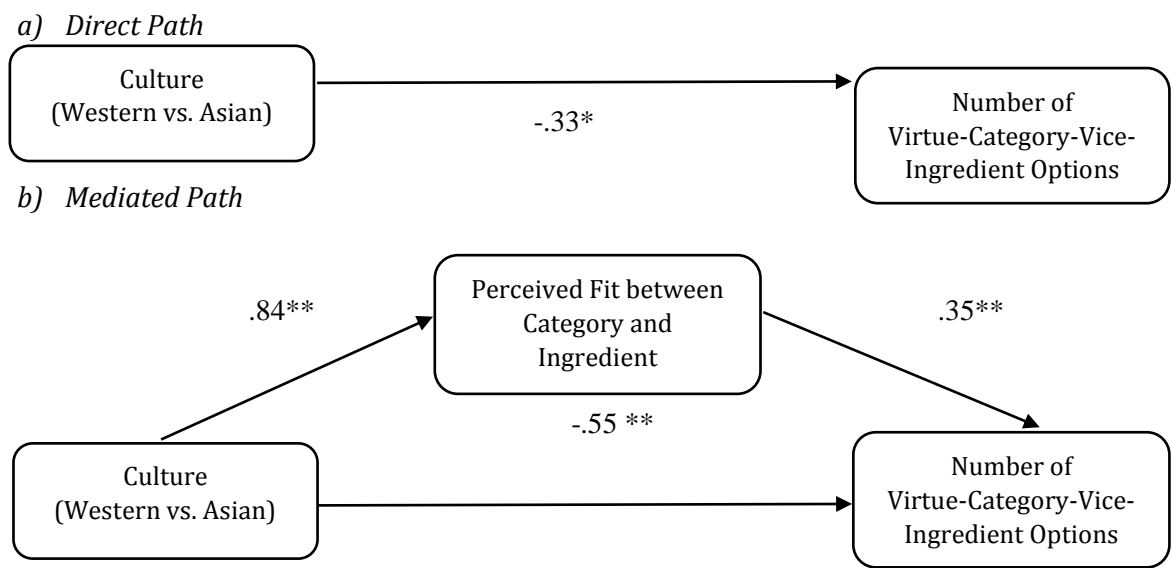 a) Direct Path
Culture
(Western vs. Asian)
-.33*
Number of
Virtue-Category-Vice-
Ingredient Options
b) Mediated Path
.84**
Perceived Fit between
Category and
Ingredient
.35**
-.55 **
Culture
(Western vs. Asian)
Number of
Virtue-Category-Vice-
Ingredient Options